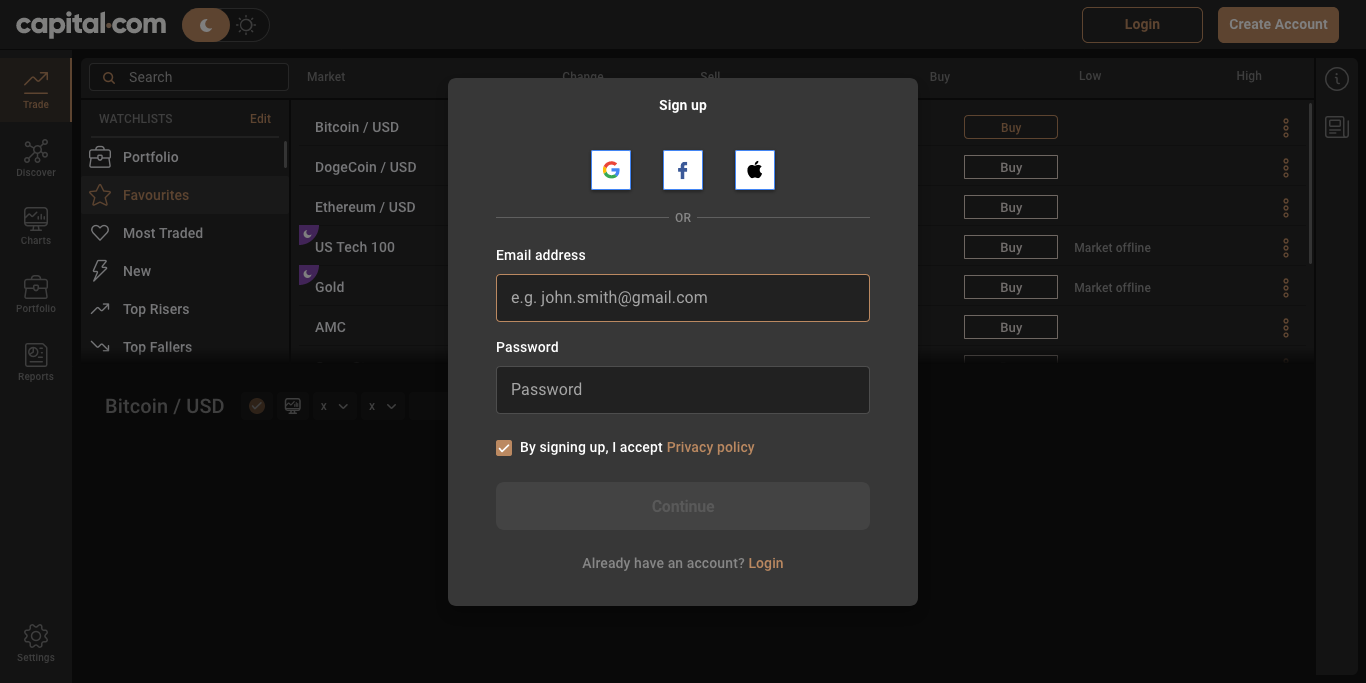 capital.com
Login
Create Account
Trade
Discover
Charts
Portfolio
Reports
Settings
Search
WATCHLISTS Edit
Portfolio
Favourites
Most Traded
New
Top Risers
Top Fallers
Market Change Sell Buy Low High
Bitcoin / USD Buy
DogeCoin / USD Buy
Ethereum / USD Buy
US Tech 100 Buy Market offline
Gold Buy Market offline
AMC Buy
Bitcoin / USD x x
Sign up
OR
Email address
e.g. john.smith@gmail.com
Password
Password
By signing up, I accept Privacy policy
Continue
Already have an account? Login